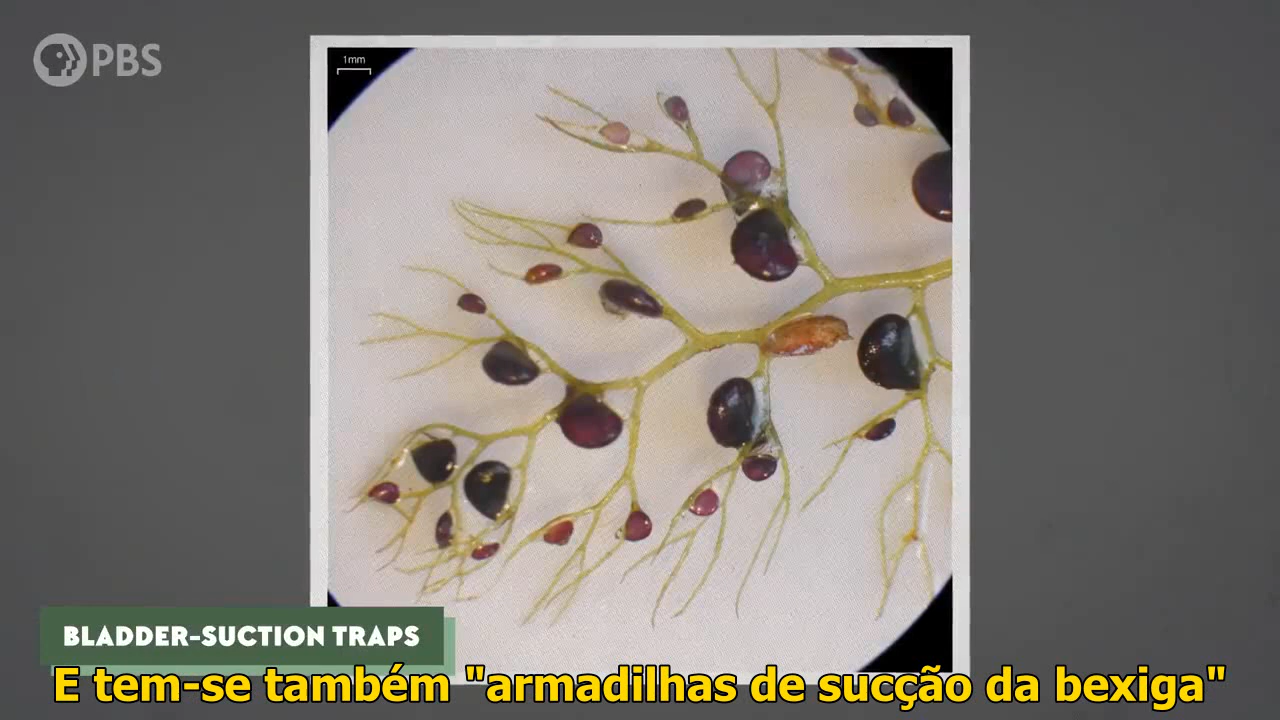 PBS
1mm
BLADDER-SUCTION TRAPS
E tem-se também "armadilhas de sucção da bexiga"